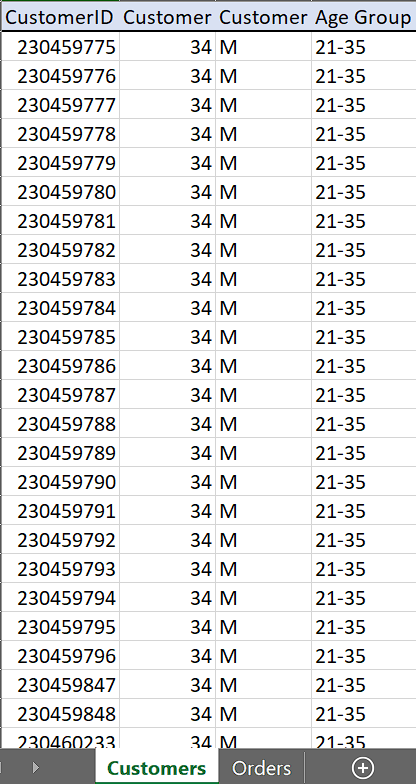 CustomerID Customer Customer Age Group
230459775 34 M 21-35
230459776 34 M 21-35
230459777 34 M 21-35
230459778 34 M 21-35
230459779 34 M 21-35
230459780 34 M 21-35
230459781 34 M 21-35
230459782 34 M 21-35
230459783 34 M 21-35
230459784 34 M 21-35
230459785 34 M 21-35
230459786 34 M 21-35
230459787 34 M 21-35
230459788 34 M 21-35
230459789 34 M 21-35
230459790 34 M 21-35
230459791 34 M 21-35
230459792 34 M 21-35
230459793 34 M 21-35
230459794 34 M 21-35
230459795 34 M 21-35
230459796 34 M 21-35
230459847 34 M 21-35
230459848 34 M 21-35
230460233 34 M 21-35
Customers Orders